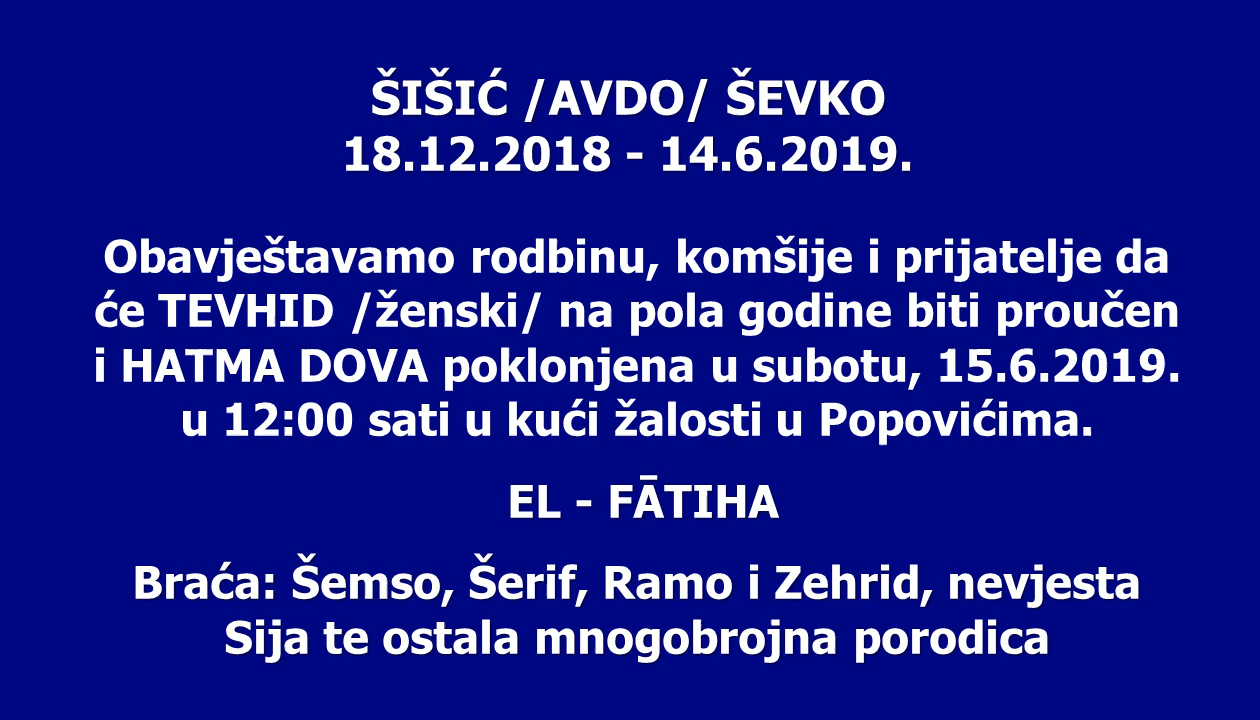 ŠIŠIĆ /AVDO/ ŠEVKO
18.12.2018 - 14.6.2019.
Obavještavamo rodbinu, komšije i prijatelje da
će TEVHID /ženski/ na pola godine biti proučen
i HATMA DOVA poklonjena u subotu, 15.6.2019.
u 12:00 sati u kući žalosti u Popovićima.
EL - FĀTIHA
Braća: Šemso, Šerif, Ramo i Zehrid, nevjesta
Sija te ostala mnogobrojna porodica